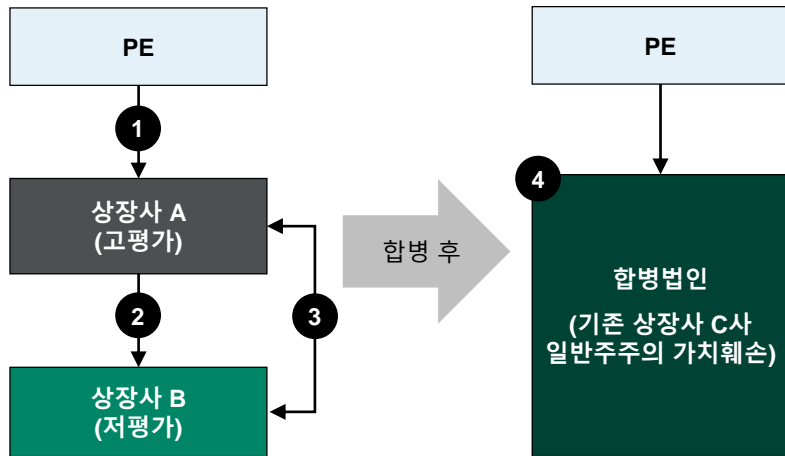 PE
1
상장사 A
(고평가)
2
3
상장사 B
(저평가)
합병 후
PE
4
합병법인
(기존 상장사 C사
일반주주의 가치훼손)